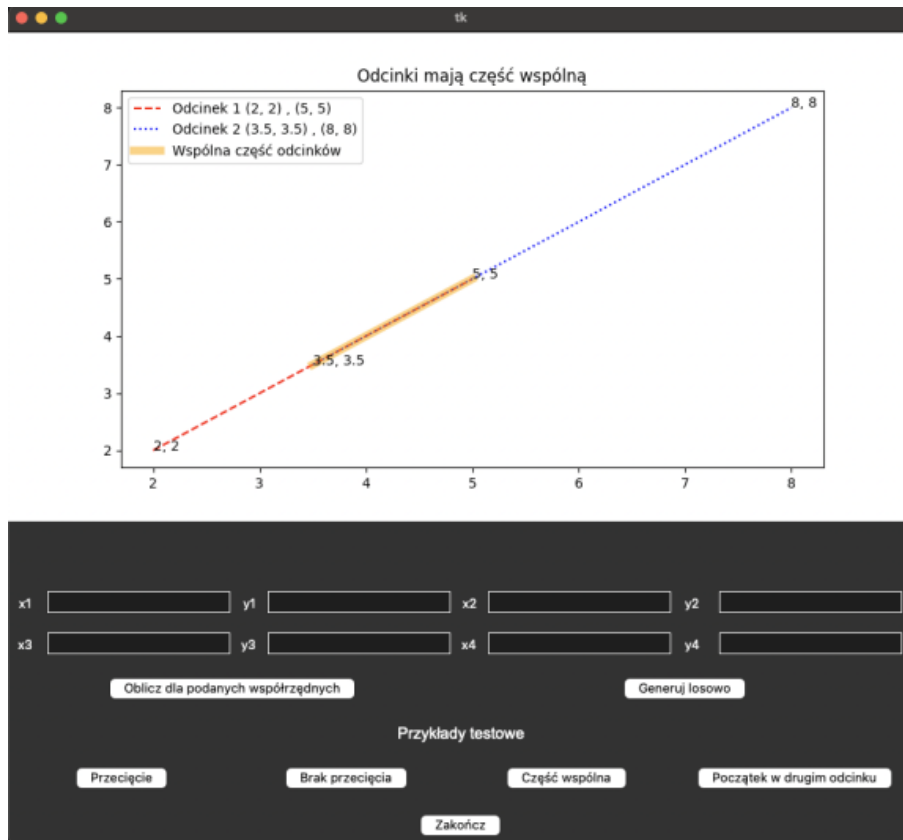 tk
Odcinki mają część wspólną
Odcinek 1 (2, 2) , (5, 5)
Odcinek 2 (3.5, 3.5) , (8, 8)
Wspólna część odcinków
8, 8
5, 5
3.5, 3.5
2, 2
8
7
6
5
4
3
2
2 3 4 5 6 7 8
x1 y1 x2 y2
x3 y3 x4 y4
Oblicz dla podanych współrzędnych Generuj losowo
Przykłady testowe
Przecięcie Brak przecięcia Część wspólna Początek w drugim odcinku
Zakończ